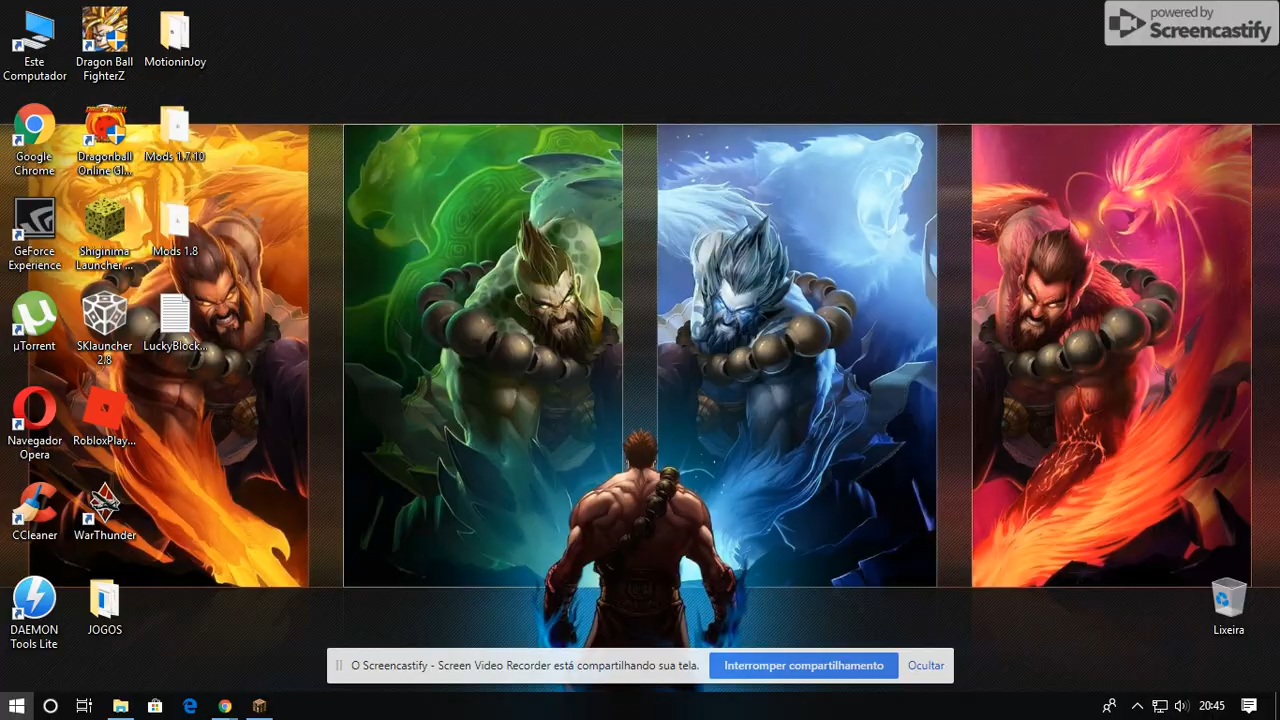 powered by
Screencastify
Este
Computador
Dragon Ball
FighterZ
MotioninJoy
Google
Chrome
Dragonball
Online Gl...
Mods 1.7.10
GeForce
Experience
Shiginima
Launcher ...
Mods 1.8
µTorrent
SKlauncher
2.8
LuckyBlock...
Navegador
Opera
RobloxPlay...
CCleaner
WarThunder
DAEMON
Tools Lite
JOGOS
Lixeira
O Screencastify - Screen Video Recorder está compartilhando sua tela.
Interromper compartilhamento
Ocultar
20:45